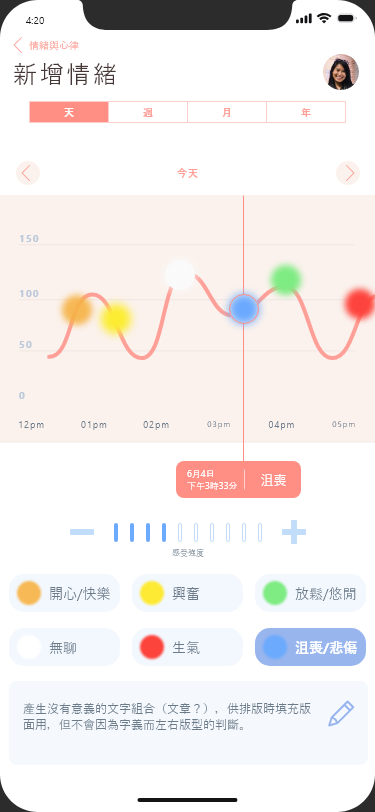 4:20
情緒與心律
新增情緒
天 週 月 年
今天
150
100
50
0
12pm 01pm 02pm 03pm 04pm 05pm
6月4日
下午3時33分
沮喪
感受強度
開心/快樂 興奮 放鬆/悠閒
無聊 生氣 沮喪/悲傷
產生沒有意義的文字組合（文章？），供排版時填充版
面用，但不會因為字義而左右版型的判斷。